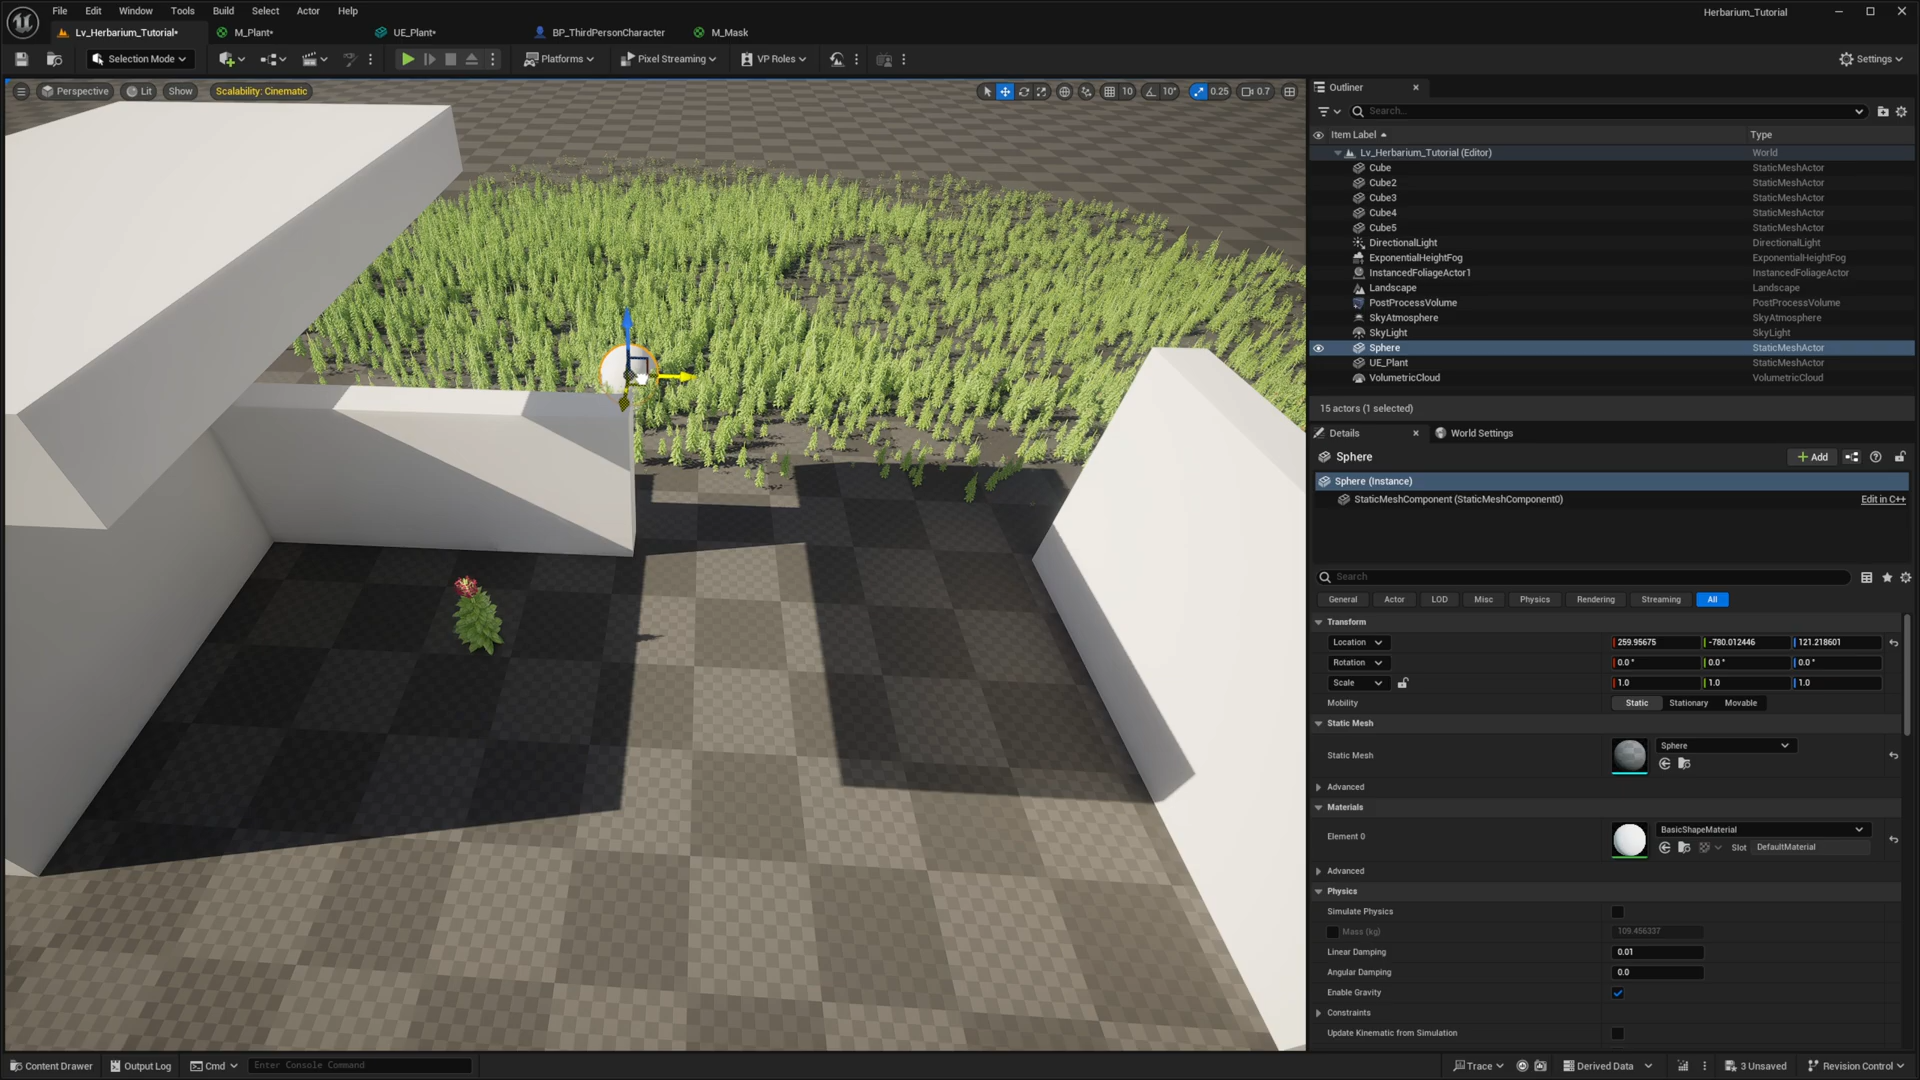 File Edit Window Tools Build Select Actor Help
Herbarium_Tutorial
Lv_Herbarium_Tutorial•
M_Plant•
UE_Plant•
BP_ThirdPersonCharacter
M_Mask
Selection Mode
Platforms
Pixel Streaming
VP Roles
Settings
Perspective
Lit
Show
Scalability: Cinematic
10
10°
0.25
0.7
Outliner
Search...
Item Label
Type
Lv_Herbarium_Tutorial (Editor) World
Cube StaticMeshActor
Cube2 StaticMeshActor
Cube3 StaticMeshActor
Cube4 StaticMeshActor
Cube5 StaticMeshActor
DirectionalLight DirectionalLight
ExponentialHeightFog ExponentialHeightFog
InstancedFoliageActor1 InstancedFoliageActor
Landscape Landscape
PostProcessVolume PostProcessVolume
SkyAtmosphere SkyAtmosphere
SkyLight SkyLight
Sphere StaticMeshActor
UE_Plant StaticMeshActor
VolumetricCloud VolumetricCloud
15 actors (1 selected)
Details
World Settings
Sphere
Add
Sphere (Instance)
StaticMeshComponent (StaticMeshComponent0) Edit in C++
Search
General Actor LOD Misc Physics Rendering Streaming All
Transform
Location 259.95675 -780.012446 121.218601
Rotation 0.0 ° 0.0 ° 0.0 °
Scale 1.0 1.0 1.0
Mobility Static Stationary Movable
Static Mesh
Static Mesh Sphere
Advanced
Materials
Element 0 BasicShapeMaterial
Slot DefaultMaterial
Advanced
Physics
Simulate Physics
Mass (kg) 109.456337
Linear Damping 0.01
Angular Damping 0.0
Enable Gravity
Constraints
Update Kinematic from Simulation
Content Drawer
Output Log
Cmd
Enter Console Command
Trace
Derived Data
3 Unsaved
Revision Control